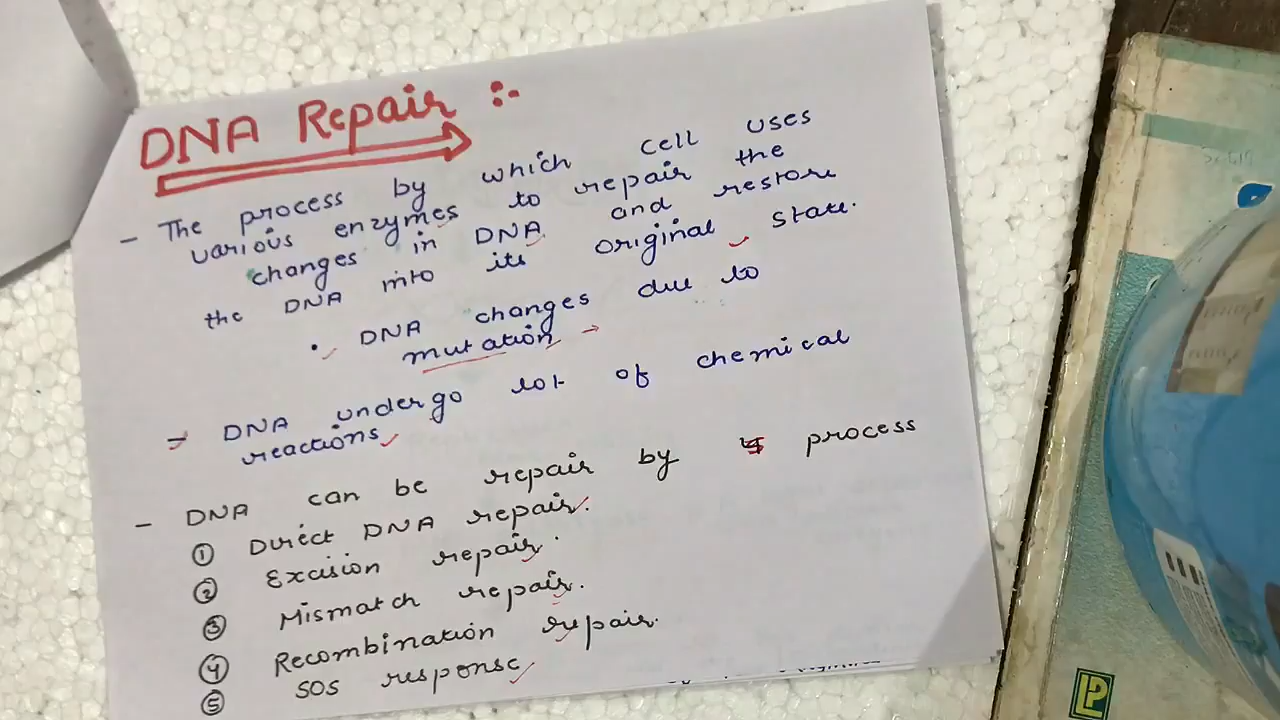 DNA Repair :-
- The process by which cell uses
various enzymes to repair the
changes in DNA and restore
the DNA into its original state.
• DNA changes due to
mutation →
- DNA undergo lot of chemical
reactions
- DNA can be repair by 5 process
① Direct DNA repair.
② Excision repair.
③ Mismatch repair.
④ Recombination repair.
⑤ SOS response
LP